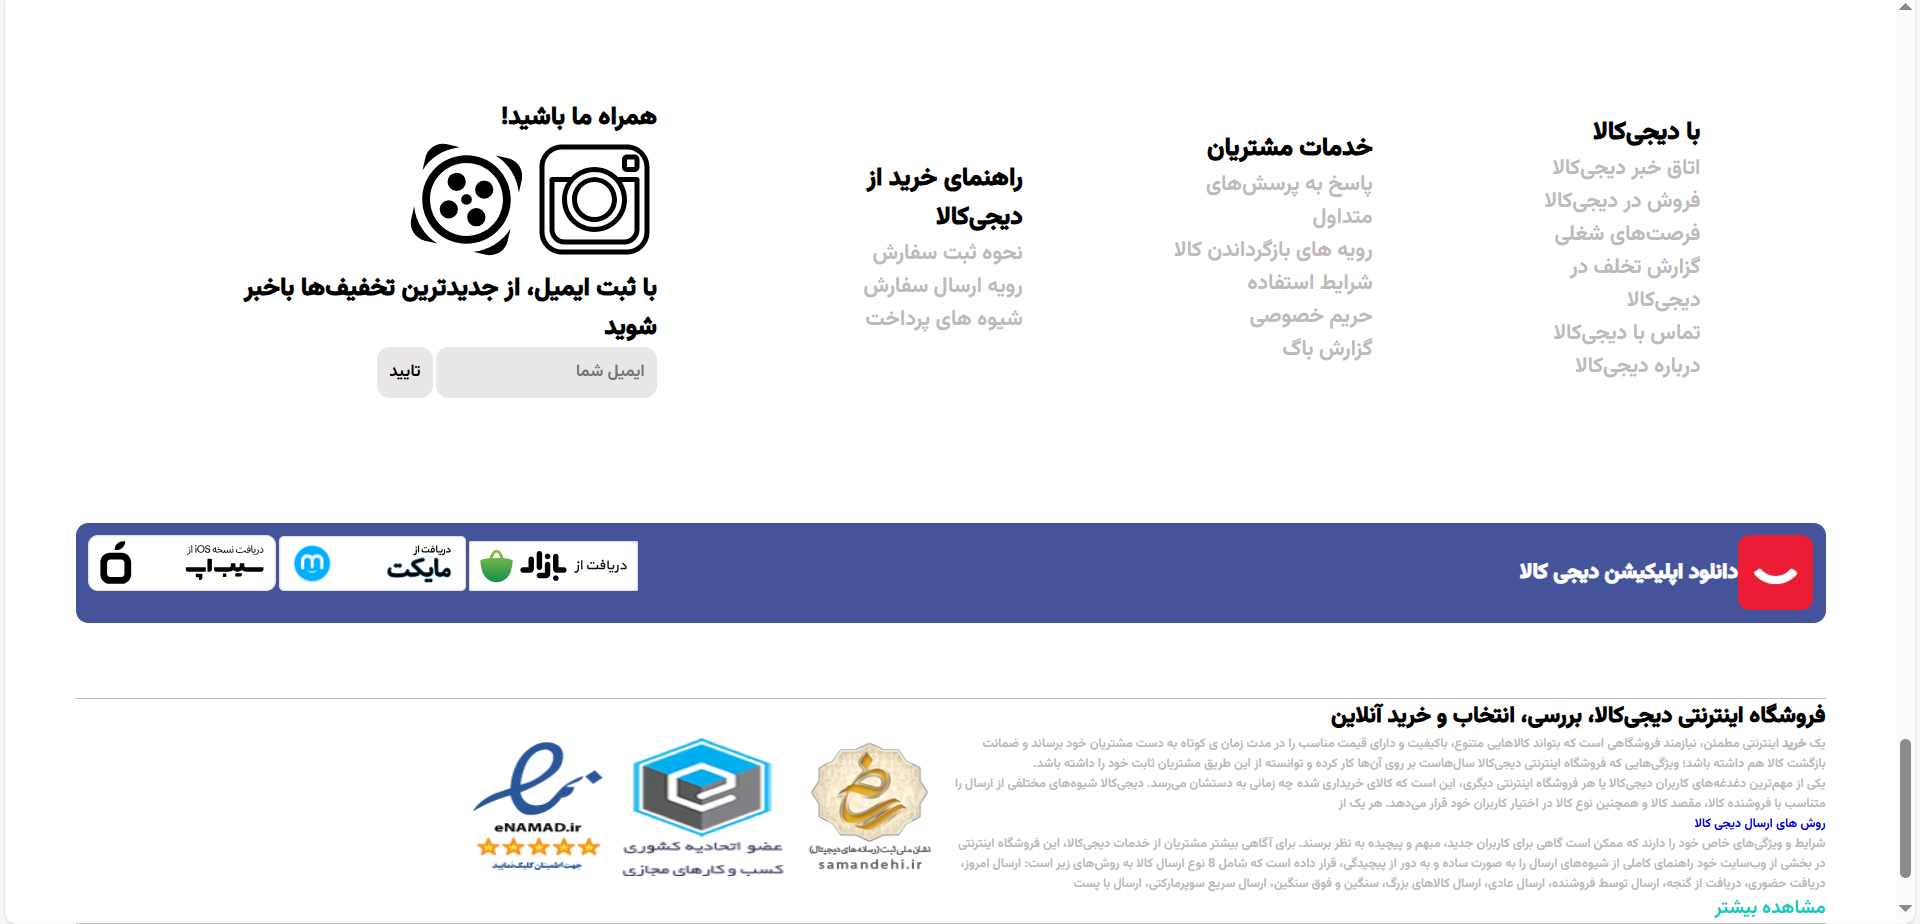 با دیجی‌کالا
اتاق خبر دیجی‌کالا
فروش در دیجی‌کالا
فرصت‌های شغلی
گزارش تخلف در
دیجی‌کالا
تماس با دیجی‌کالا
درباره دیجی‌کالا
خدمات مشتریان
پاسخ به پرسش‌های
متداول
رویه های بازگرداندن کالا
شرایط استفاده
حریم خصوصی
گزارش باگ
راهنمای خرید از
دیجی‌کالا
نحوه ثبت سفارش
رویه ارسال سفارش
شیوه های پرداخت
همراه ما باشید!
با ثبت ایمیل، از جدیدترین تخفیف‌ها باخبر
شوید
ایمیل شما
تایید
دانلود اپلیکیشن دیجی کالا
دریافت از بازار
دریافت از
مایکت
دریافت نسخه iOS از
سیب‌اپ
فروشگاه اینترنتی دیجی‌کالا، بررسی، انتخاب و خرید آنلاین
یک خرید اینترنتی مطمئن، نیازمند فروشگاهی است که بتواند کالاهایی متنوع، باکیفیت و دارای قیمت مناسب را در مدت زمان ی کوتاه به دست مشتریان خود برساند و ضمانت
بازگشت کالا هم داشته باشد؛ ویژگی‌هایی که فروشگاه اینترنتی دیجی‌کالا سال‌هاست بر روی آن‌ها کار کرده و توانسته از این طریق مشتریان ثابت خود را داشته باشد.
یکی از مهم‌ترین دغدغه‌های کاربران دیجی‌کالا یا هر فروشگاه‌ اینترنتی دیگری، این است که کالای خریداری شده چه زمانی به دستشان می‌رسد. دیجی‌کالا شیوه‌های مختلفی از ارسال را
متناسب با فروشنده کالا، مقصد کالا و همچنین نوع کالا در اختیار کاربران خود قرار می‌دهد. هر یک از
روش های ارسال دیجی کالا
شرایط و ویژگی‌های خاص خود را دارند که ممکن است گاهی برای کاربران جدید، مبهم و پیچیده به نظر برسند. برای آگاهی بیشتر مشتریان از خدمات دیجی‌کالا، این فروشگاه اینترنتی
در بخشی از وب‌سایت خود راهنمای کاملی از شیوه‌های ارسال را به صورت ساده و به دور از پیچیدگی، قرار داده است که شامل 8 نوع ارسال کالا به روش‌های زیر است: ارسال امروز،
دریافت حضوری، دریافت از گنجه، ارسال توسط فروشنده، ارسال عادی، ارسال کالاهای بزرگ، سنگین و فوق سنگین، ارسال سریع سوپرمارکتی، ارسال با پست
مشاهده بیشتر
نشان ملی ثبت (رسانه‌های دیجیتال)
samandehi.ir
عضو اتحادیه کشوری
کسب و کارهای مجازی
eNAMAD.ir
جهت اطمینان کلیک نمایید